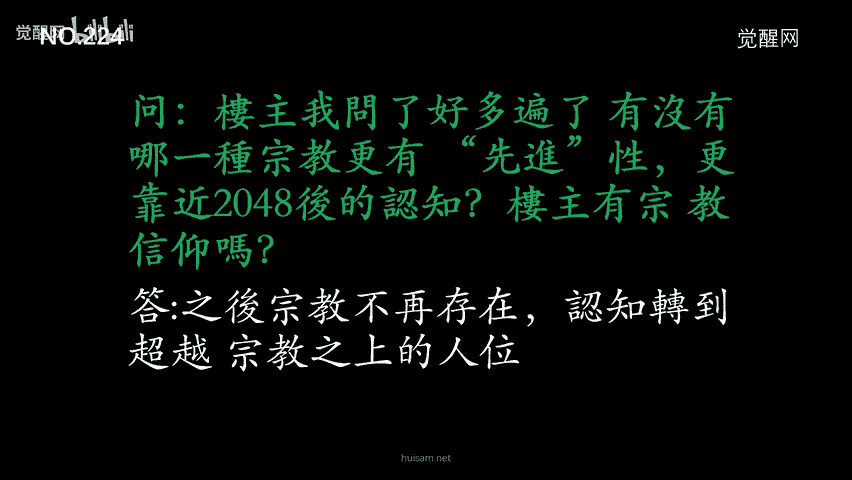 觉醒网
NO.224
觉醒网
问：樓主我問了好多遍了 有沒有
哪一種宗教更有 “先進”性，更
靠近2048後的認知？樓主有宗 教
信仰嗎？
答:之後宗教不再存在，認知轉到
超越 宗教之上的人位
huisam.net